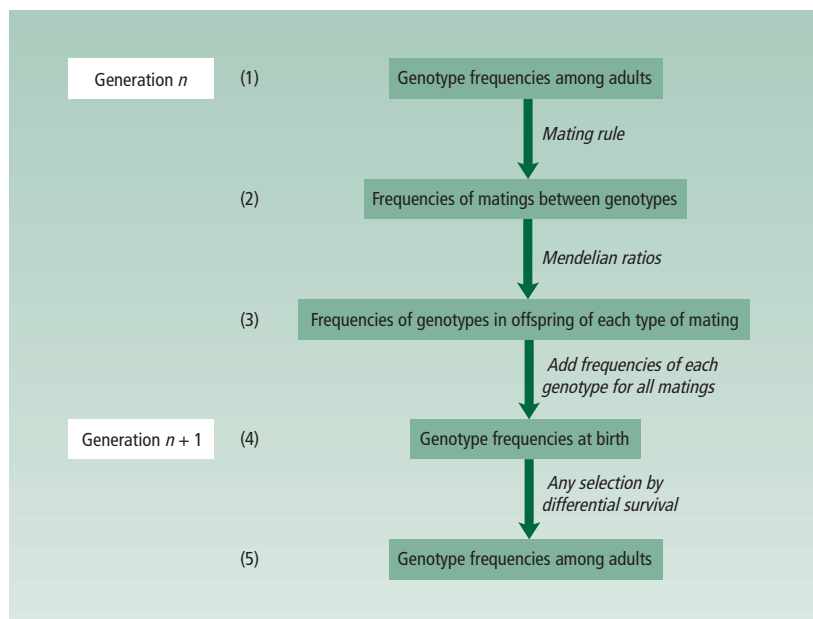 Generation n
(1)
Genotype frequencies among adults
Mating rule
(2)
Frequencies of matings between genotypes
Mendelian ratios
(3)
Frequencies of genotypes in offspring of each type of mating
Add frequencies of each
genotype for all matings
Generation n + 1
(4)
Genotype frequencies at birth
Any selection by
differential survival
(5)
Genotype frequencies among adults